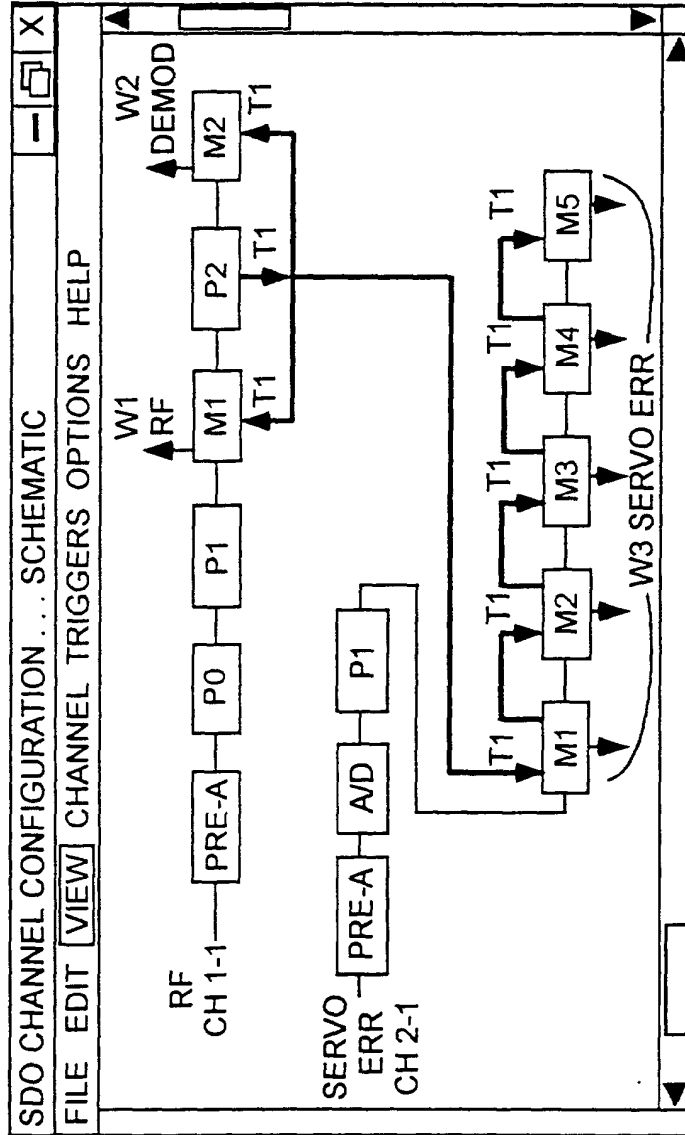 SDO CHANNEL CONFIGURATION .... SCHEMATIC
X
FILE EDIT VIEW CHANNEL TRIGGERS OPTIONS HELP
W1
RF
W2
DEMOD
RF
CH 1-1
PRE-A
P0
P1
M1
P2
M2
T1
T1
T1
SERVO
ERR
CH 2-1
PRE-A
A/D
P1
T1
T1
T1
T1
T1
M1
M2
M3
M4
M5
W3 SERVO ERR